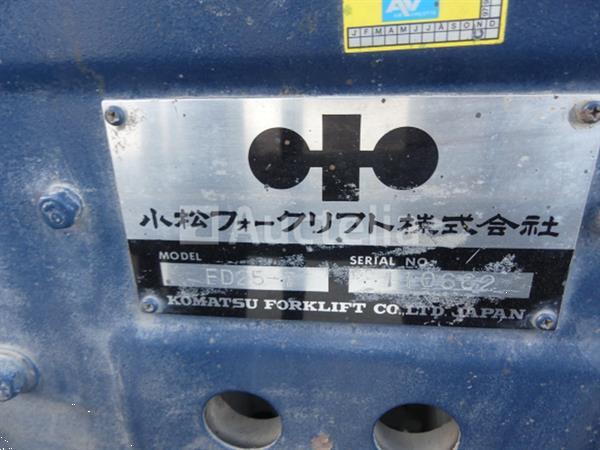 AV
J F M A M J J A S O N D
小松フォークリフト株式会社
MODEL
SERIAL NO.
FD25-
KOMATSU FORKLIFT CO.,LTD. JAPAN